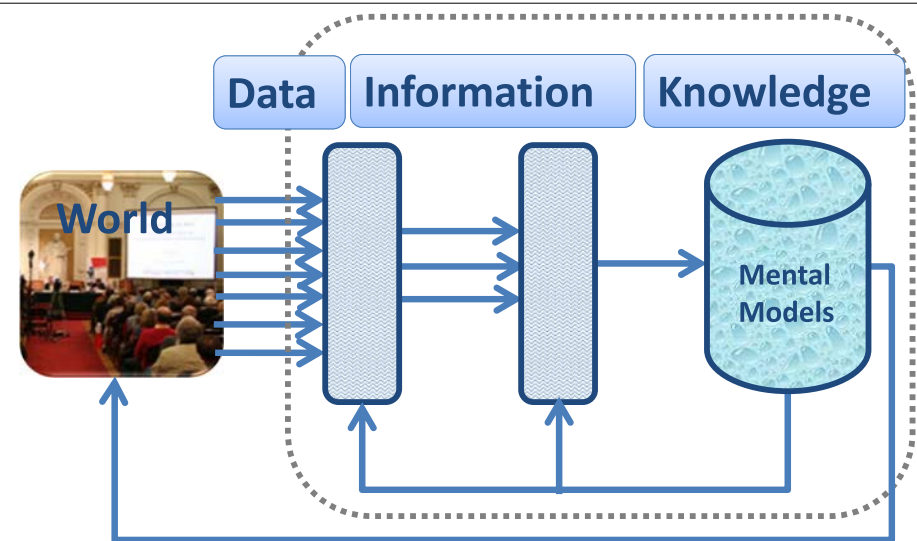 Data
Information
Knowledge
World
Mental
Models